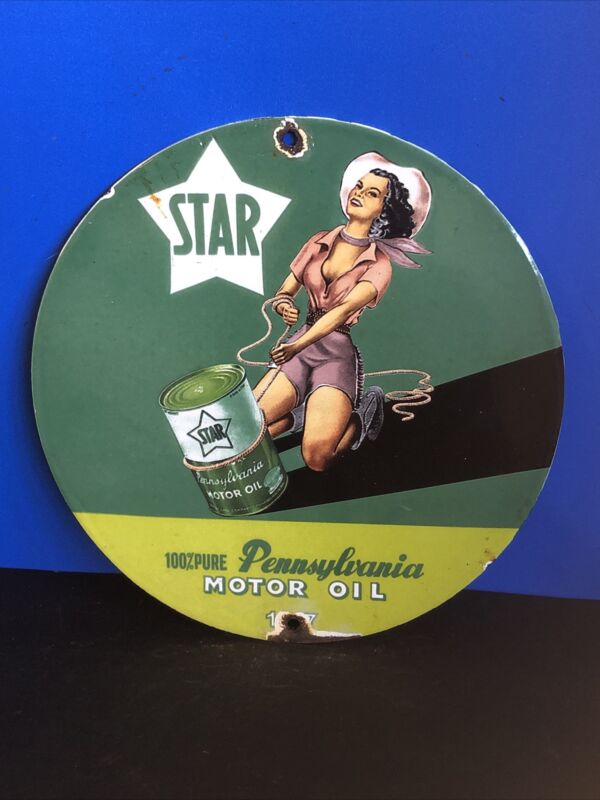 STAR
STAR
Pennsylvania
MOTOR OIL
100% PURE Pennsylvania
MOTOR OIL